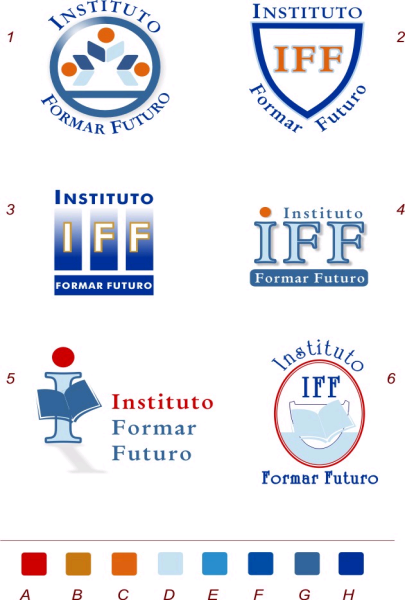 1
INSTITUTO
FORMAR FUTURO
INSTITUTO
IFF
Formar Futuro
2
3
INSTITUTO
IFF
FORMAR FUTURO
Instituto
IFF
Formar Futuro
4
5
Instituto
Formar
Futuro
Instituto
IFF
Formar Futuro
6
A B C D E F G H